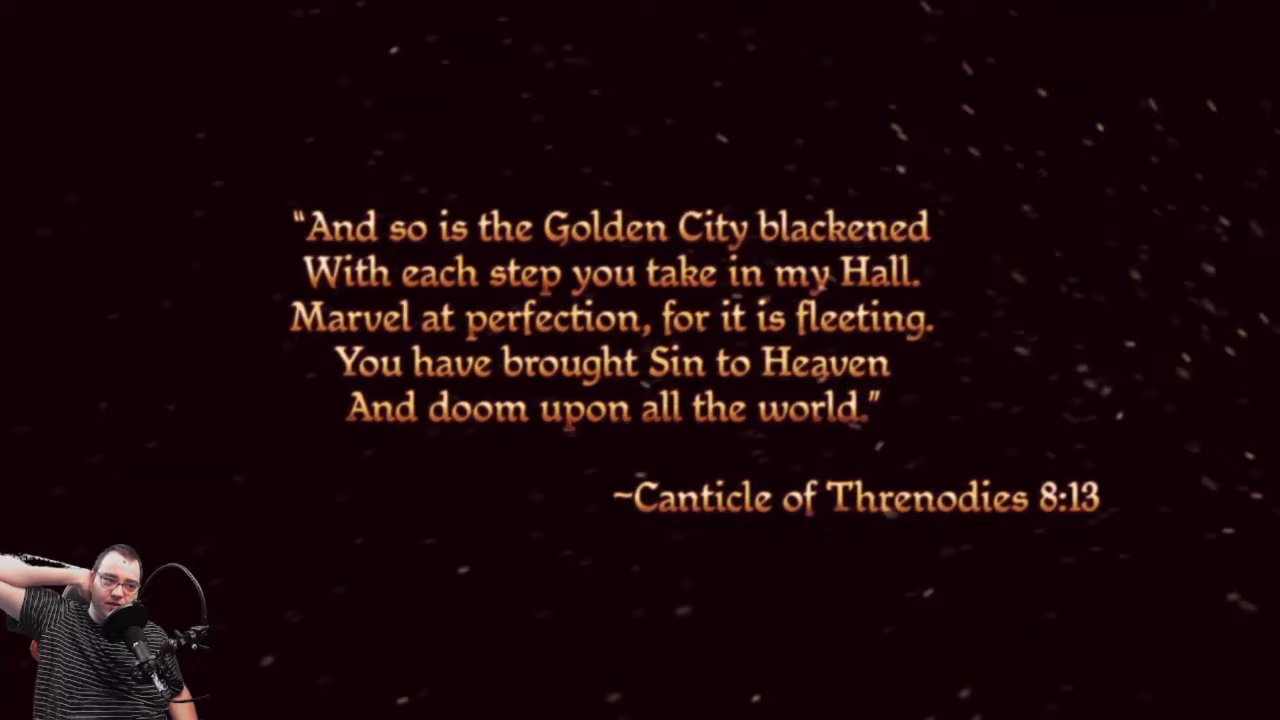 “And so is the Golden City blackened
With each step you take in my Hall.
Marvel at perfection, for it is fleeting.
You have brought Sin to Heaven
And doom upon all the world.”
~Canticle of Threnodies 8:13